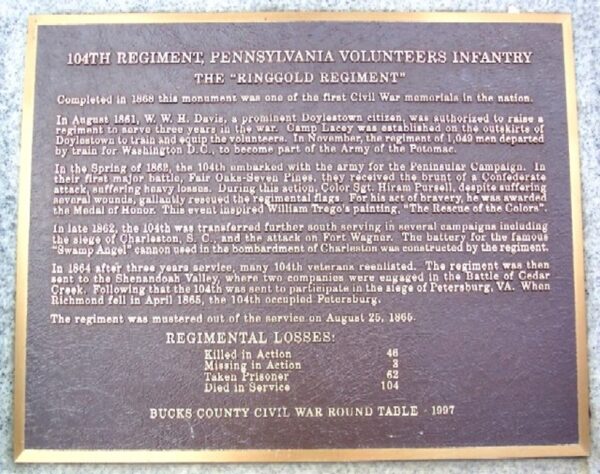 104TH REGIMENT, PENNSYLVANIA VOLUNTEERS INFANTRY
THE "RINGGOLD REGIMENT"
Completed in 1868 this monument was one of the first Civil War memorials in the nation.
In August 1861, W. W. H. Davis, a prominent Doylestown citizen, was authorized to raise a
regiment to serve three years in the war. Camp Lacey was established on the outskirts of
Doylestown to train and equip the volunteers. In November, the regiment of 1,049 men departed
by train for Washington D.C., to become part of the Army of the Potomac.
In the Spring of 1862, the 104th embarked with the army for the Peninsular Campaign. In
their first major battle, Fair Oaks-Seven Pines, they received the brunt of a Confederate
attack, suffering heavy losses. During this action, Color Sgt. Hiram Pursell, despite suffering
several wounds, gallantly rescued the regimental flags. For his act of bravery, he was awarded
the Medal of Honor. This event inspired William Trego's painting, "The Rescue of the Colors".
In late 1862, the 104th was transferred further south serving in several campaigns including
the siege of Charleston, S. C., and the attack on Fort Wagner. The battery for the famous
"Swamp Angel" cannon used in the bombardment of Charleston was constructed by the regiment.
In 1864 after three years service, many 104th veterans reenlisted. The regiment was then
sent to the Shenandoah Valley, where two companies were engaged in the Battle of Cedar
Creek. Following that the 104th was sent to participate in the siege of Petersburg, VA. When
Richmond fell in April 1865, the 104th occupied Petersburg.
The regiment was mustered out of the service on August 25, 1865.
REGIMENTAL LOSSES:
Killed in Action 46
Missing in Action 3
Taken Prisoner 62
Died in Service 104
BUCKS COUNTY CIVIL WAR ROUND TABLE - 1997